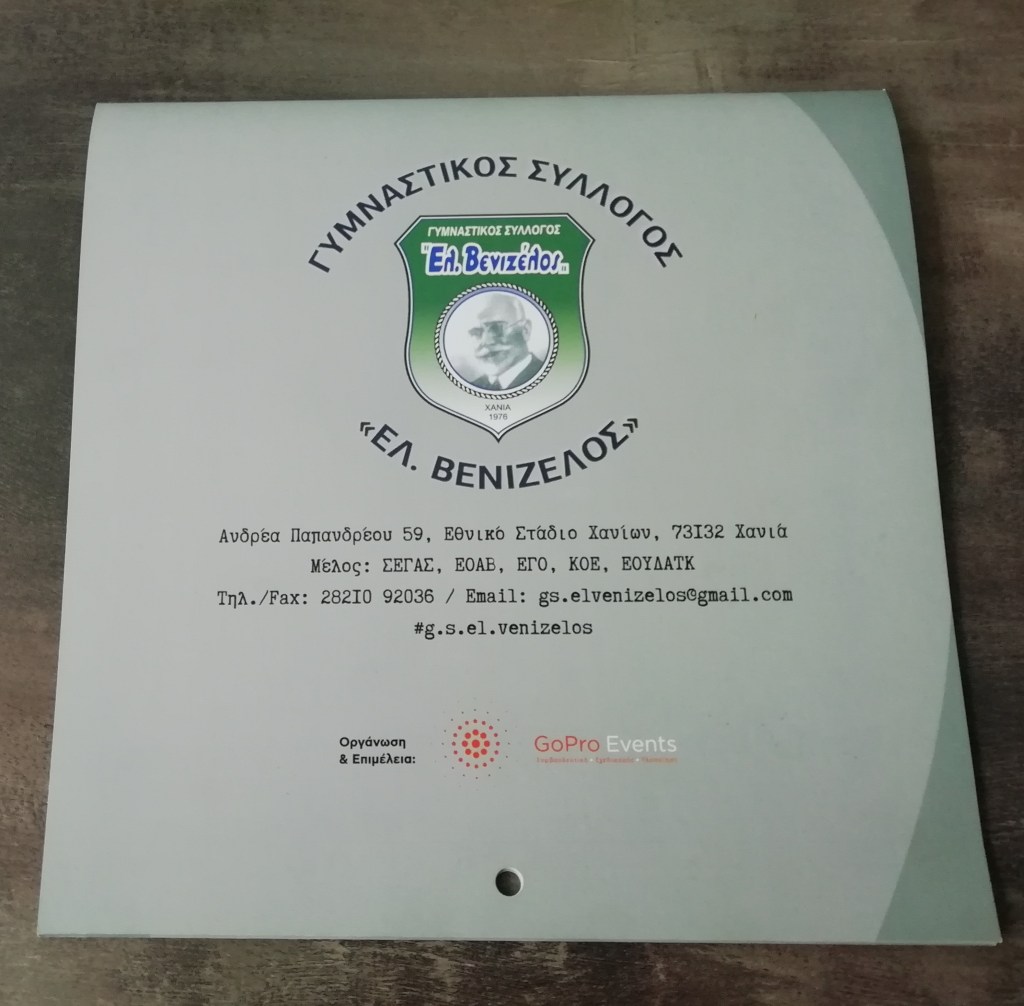 ΓΥΜΝΑΣΤΙΚΟΣ ΣΥΛΛΟΓΟΣ
ΓΥΜΝΑΣΤΙΚΟΣ ΣΥΛΛΟΓΟΣ
"Ελ. Βενιζέλος„
ΧΑΝΙΑ
1976
«ΕΛ. ΒΕΝΙΖΕΛΟΣ»
Ανδρέα Παπανδρέου 59, Εθνικό Στάδιο Χανίων, 73132 Χανιά
Μέλος: ΣΕΓΑΣ, ΕΟΑΒ, ΕΓΟ, ΚΟΕ, ΕΟΥΔΑΤΚ
Τηλ./Fax: 28210 92036 / Email: gs.elvenizelos@gmail.com
#g.s.el.venizelos
Οργάνωση
& Επιμέλεια:
GoPro Events